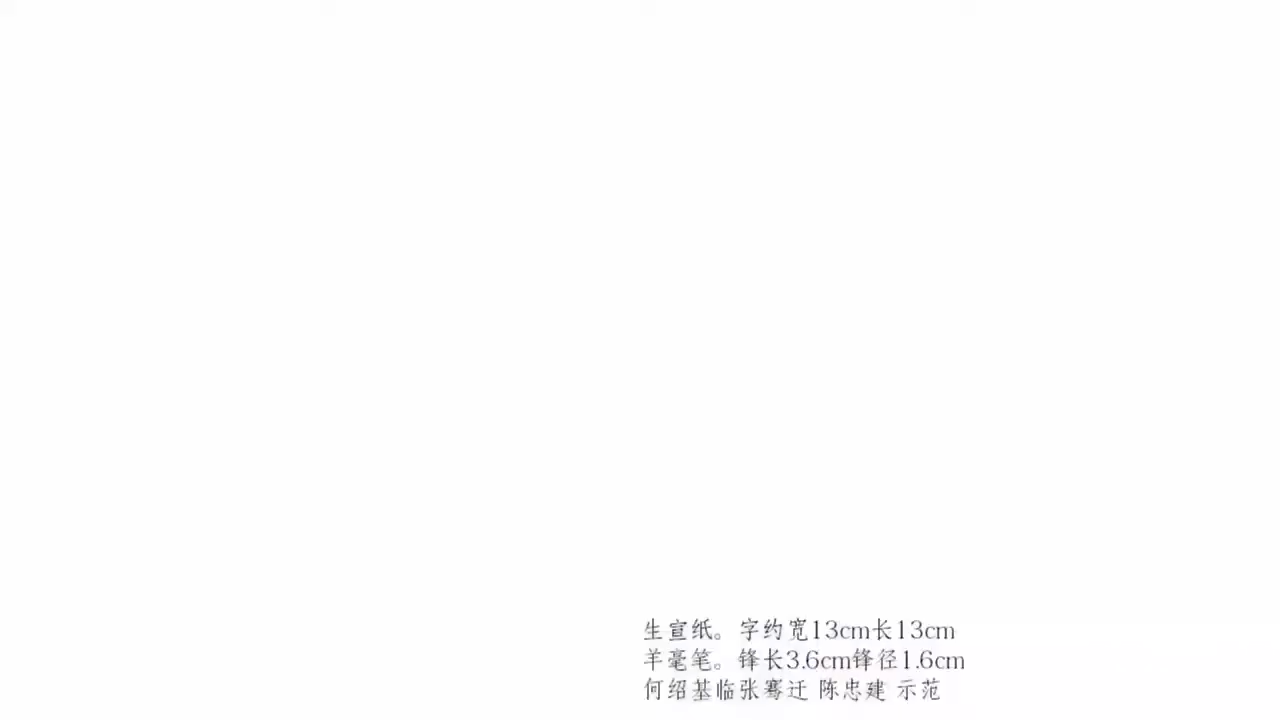 生宣纸。字约宽13cm长13cm
羊毫笔。锋长3.6cm锋径1.6cm
何绍基临张骞迁 陈忠建 示范